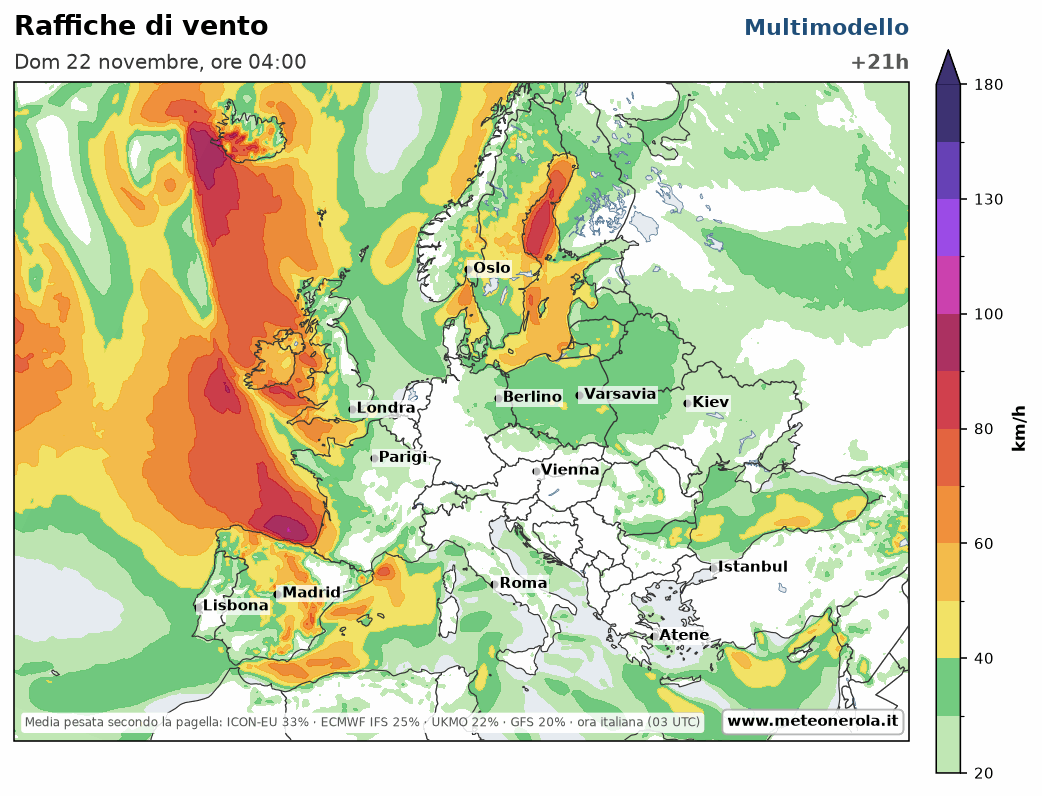 Raffiche di vento
Multimodello
Dom 22 novembre, ore 04:00
+21h
180
130
100
80
60
40
20
km/h
Oslo
Berlino
Varsavia
Kiev
Londra
Parigi
Vienna
Istanbul
Roma
Madrid
Lisbona
Atene
Media pesata secondo la pagella: ICON-EU 33% · ECMWF IFS 25% · UKMO 22% · GFS 20% · ora italiana (03 UTC)
www.meteonerola.it